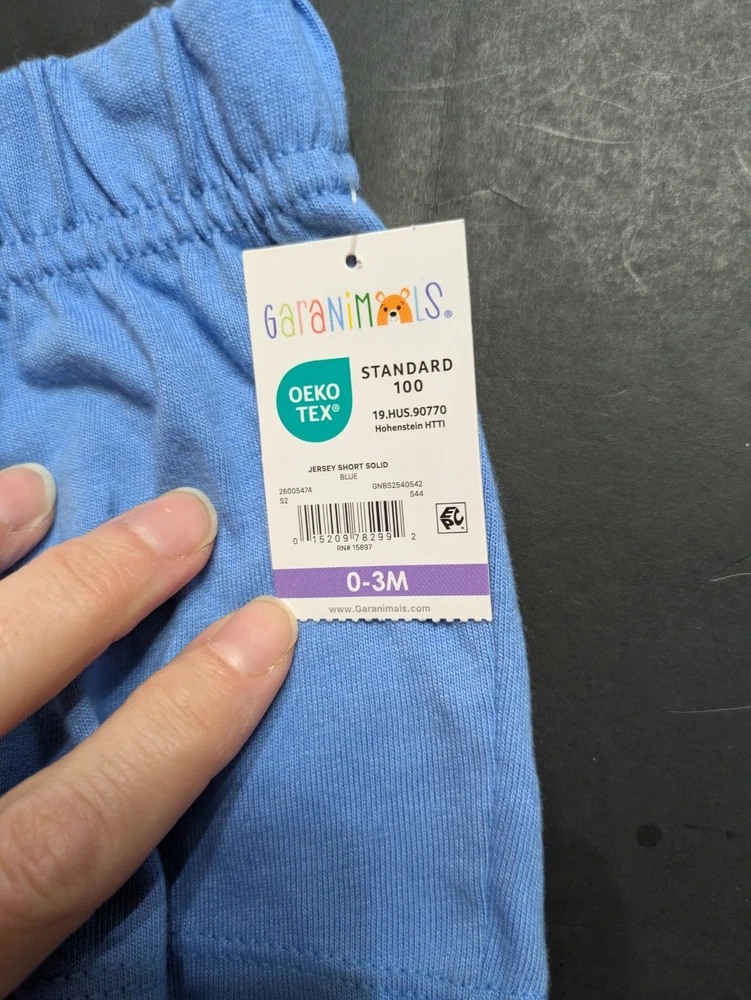 GaraNiMALS®
OEKO
TEX®
STANDARD
100
19.HUS.90770
Hohenstein HTTI
JERSEY SHORT SOLID
BLUE
26005474
GNBS2540542
S2
S44
0 15209 78299 2
EPC
RN# 15897
0-3M
www.Garanimals.com